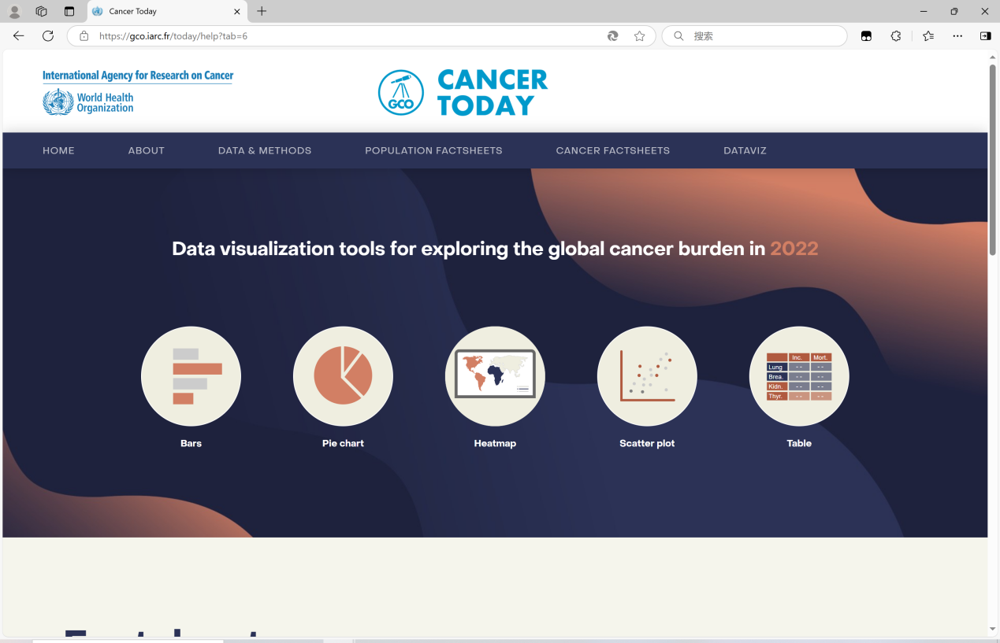 Cancer Today
https://gco.iarc.fr/today/help?tab=6
搜索
International Agency for Research on Cancer
World Health
Organization
GCO
CANCER
TODAY
HOME
ABOUT
DATA & METHODS
POPULATION FACTSHEETS
CANCER FACTSHEETS
DATAVIZ
Data visualization tools for exploring the global cancer burden in 2022
Inc. Mort.
Lung -- --
Brea. -- --
Kidn. -- --
Thyr. -- --
Bars
Pie chart
Heatmap
Scatter plot
Table